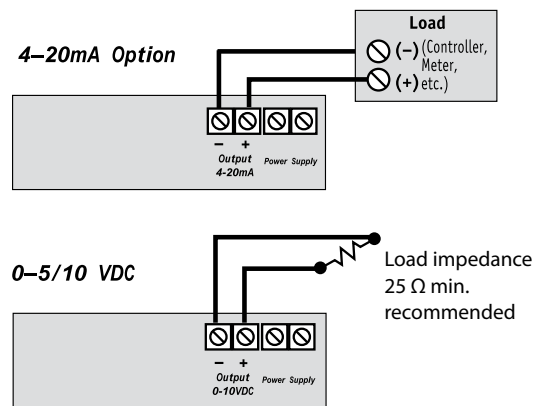 Load
4–20mA Option
(–) (Controller,
Meter,
(+) etc.)
– +
Output Power Supply
4-20mA
0–5/10 VDC
Load impedance
25 Ω min.
recommended
– +
Output Power Supply
0-10VDC